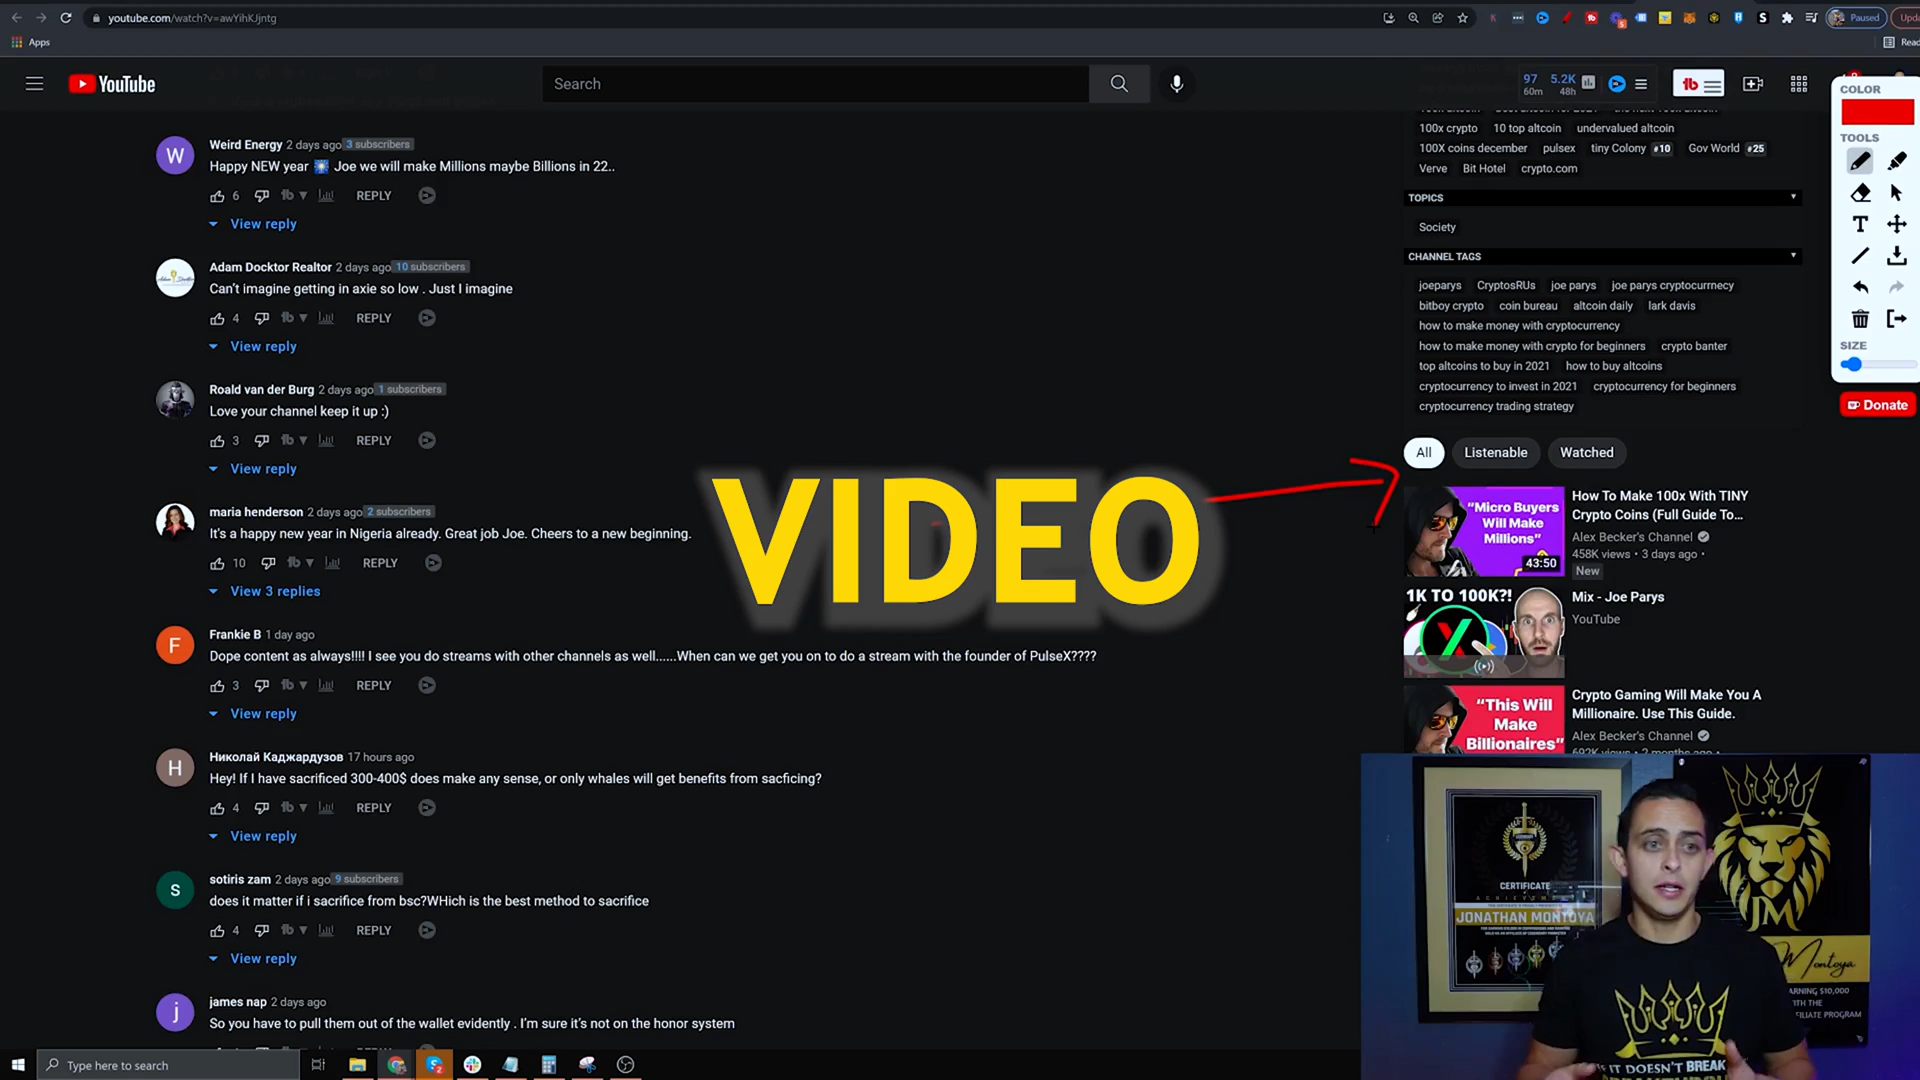 youtube.com/watch?v=awYihKJjntg
Paused
Apps
YouTube
Search
97
60m
5.2K
48h
COLOR
TOOLS
SIZE
Donate
Weird Energy 2 days ago 3 subscribers
Happy NEW year Joe we will make Millions maybe Billions in 22..
6 REPLY
View reply
Adam Docktor Realtor 2 days ago 10 subscribers
Can't imagine getting in axie so low . Just I imagine
4 REPLY
View reply
Roald van der Burg 2 days ago 1 subscribers
Love your channel keep it up :)
3 REPLY
View reply
maria henderson 2 days ago 2 subscribers
It's a happy new year in Nigeria already. Great job Joe. Cheers to a new beginning.
10 REPLY
View 3 replies
Frankie B 1 day ago
Dope content as always!!!! I see you do streams with other channels as well......When can we get you on to do a stream with the founder of PulseX????
3 REPLY
View reply
Николай Каджардузов 17 hours ago
Hey! If I have sacrificed 300-400$ does make any sense, or only whales will get benefits from sacficing?
4 REPLY
View reply
sotiris zam 2 days ago 9 subscribers
does it matter if i sacrifice from bsc?WHich is the best method to sacrifice
4 REPLY
View reply
james nap 2 days ago
So you have to pull them out of the wallet evidently . I'm sure it's not on the honor system
VIDEO
100x crypto 10 top altcoin undervalued altcoin
100X coins december pulsex tiny Colony #10 Gov World #25
Verve Bit Hotel crypto.com
TOPICS
Society
CHANNEL TAGS
joeparys CryptosRUs joe parys joe parys cryptocurrnecy
bitboy crypto coin bureau altcoin daily lark davis
how to make money with cryptocurrency
how to make money with crypto for beginners crypto banter
top altcoins to buy in 2021 how to buy altcoins
cryptocurrency to invest in 2021 cryptocurrency for beginners
cryptocurrency trading strategy
All Listenable Watched
"Micro Buyers
Will Make
Millions"
43:50
How To Make 100x With TINY
Crypto Coins (Full Guide To...
Alex Becker's Channel
458K views • 3 days ago •
New
1K TO 100K?!
Mix - Joe Parys
YouTube
"This Will
Make
Billionaires"
Crypto Gaming Will Make You A
Millionaire. Use This Guide.
Alex Becker's Channel
692K views • 2 months ago •
CERTIFICATE
JONATHAN MONTOYA
JM
Montoya
IT DOESN'T BREAK
Type here to search